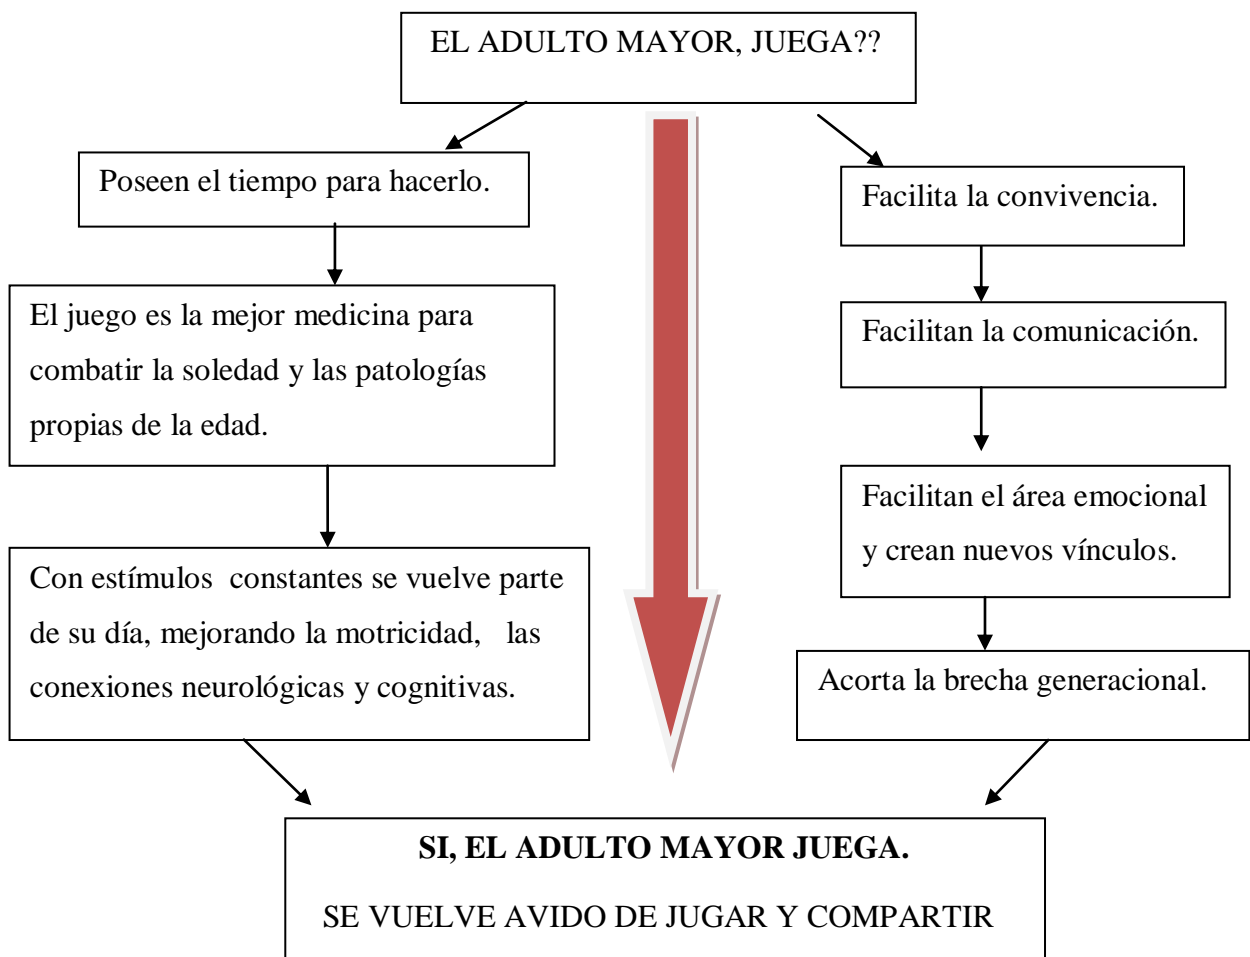 EL ADULTO MAYOR, JUEGA??
Poseen el tiempo para hacerlo.
El juego es la mejor medicina para
combatir la soledad y las patologías
propias de la edad.
Con estímulos constantes se vuelve parte
de su día, mejorando la motricidad, las
conexiones neurológicas y cognitivas.
Facilita la convivencia.
Facilitan la comunicación.
Facilitan el área emocional
y crean nuevos vínculos.
Acorta la brecha generacional.
SI, EL ADULTO MAYOR JUEGA.
SE VUELVE AVIDO DE JUGAR Y COMPARTIR